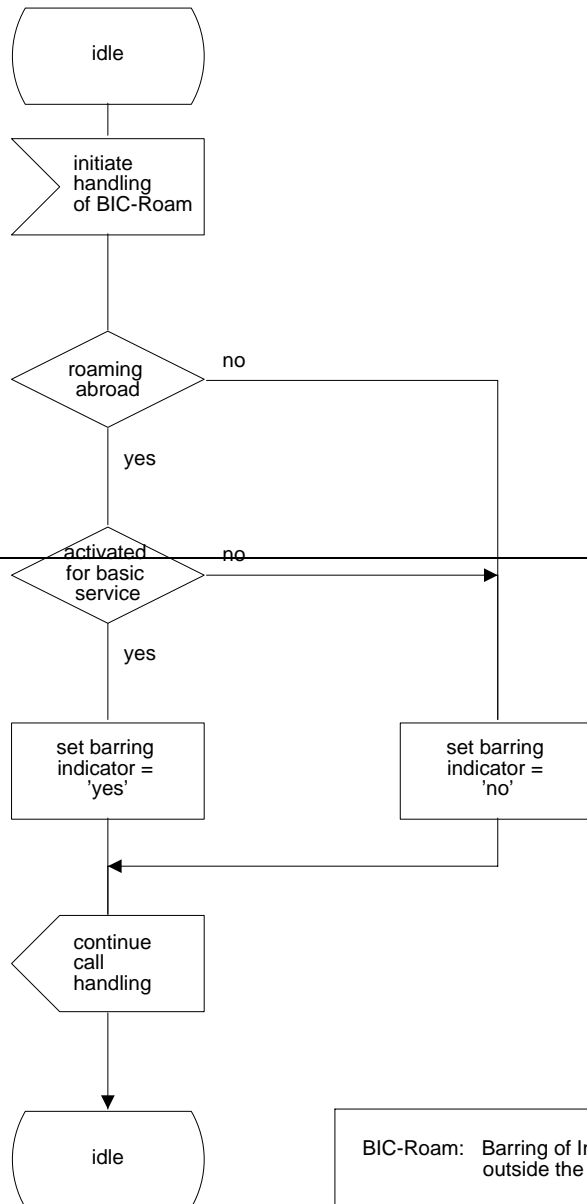 idle
initiate
handling
of BIC-Roam
roaming
abroad
no
yes
activated
for basic
service
no
yes
set barring
indicator =
'yes'
set barring
indicator =
'no'
continue
call
handling
idle
BIC-Roam: Barring of
outside the